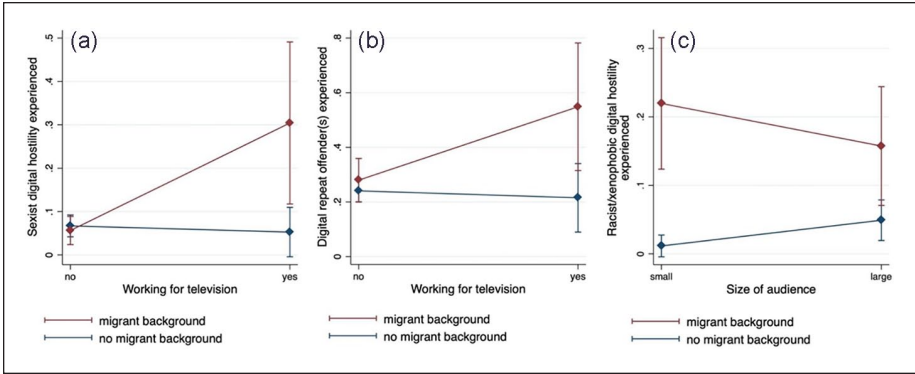 (a)
Sexist digital hostility experienced
.5
.4
.3
.2
.1
0
no
yes
Working for television
migrant background
no migrant background
(b)
Digital repeat offender(s) experienced
.8
.6
.4
.2
0
no
yes
Working for television
migrant background
no migrant background
(c)
Racist/xenophobic digital hostility
experienced
.3
.2
.1
0
small
large
Size of audience
migrant background
no migrant background